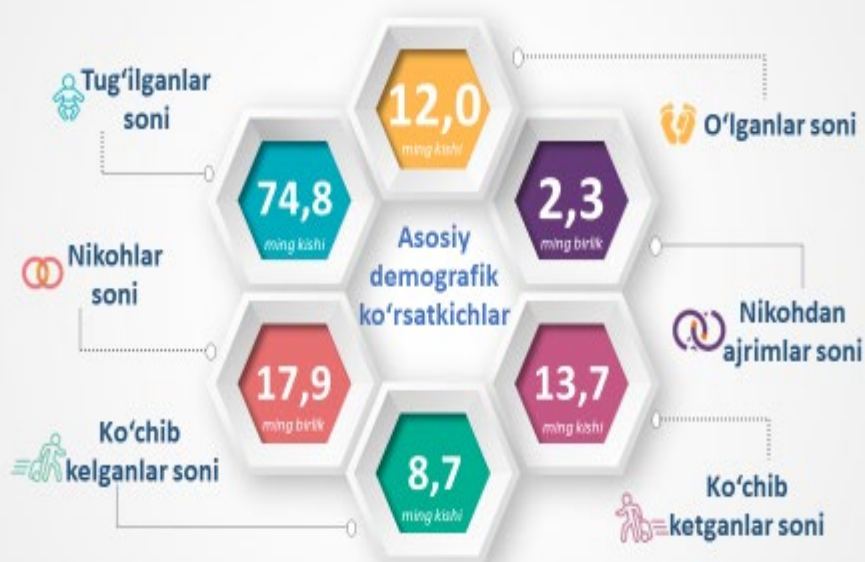 Tug‘ilganlar
soni
12,0
ming kishi
O‘lganlar soni
74,8
ming kishi
2,3
ming birlik
Asosiy
demografik
ko‘rsatkichlar
Nikohlar
soni
Nikohdan
ajrimlar soni
17,9
ming birlik
13,7
ming kishi
Ko‘chib
kelganlar soni
8,7
ming kishi
Ko‘chib
ketganlar soni